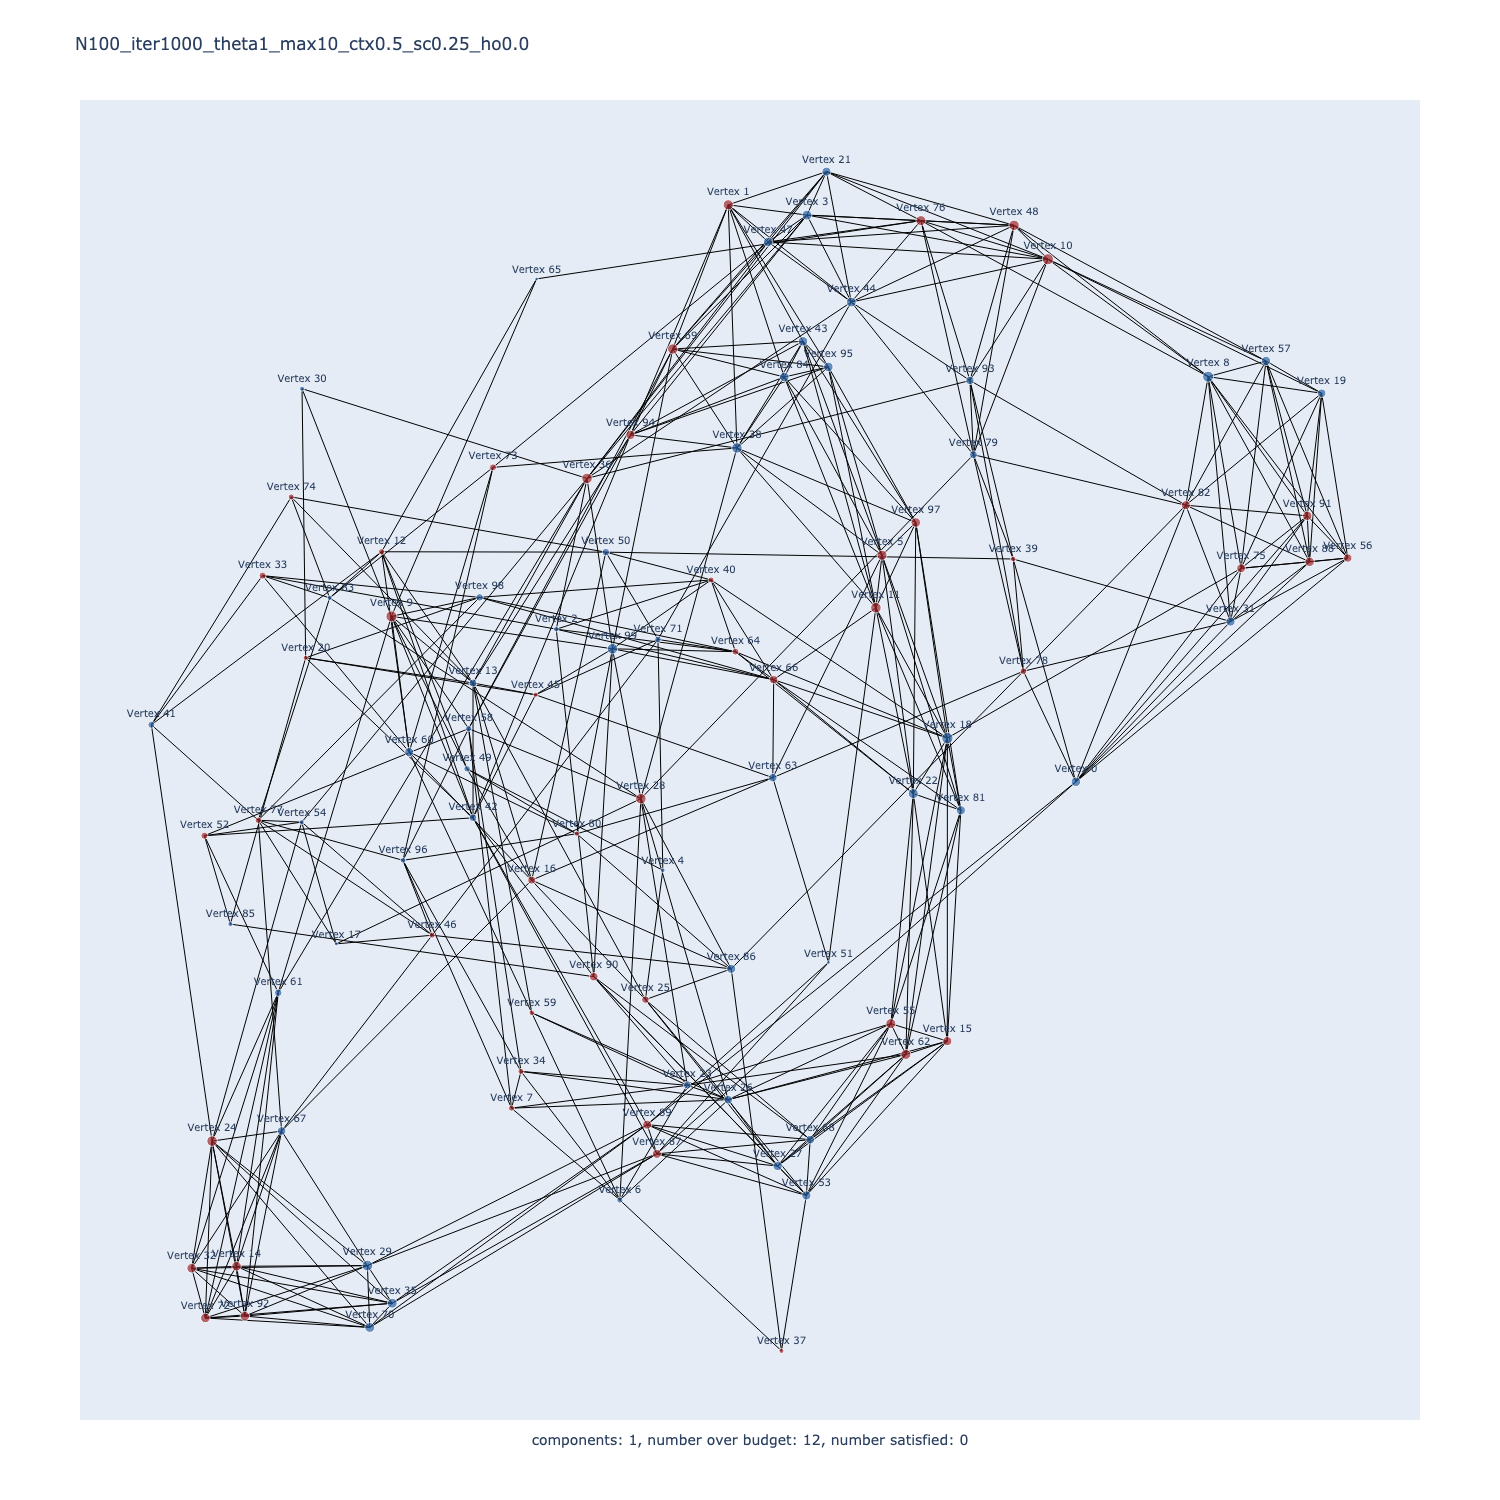 N100_iter1000_theta1_max10_ctx0.5_sc0.25_ho0.0
Vertex 21
Vertex 1
Vertex 3
Vertex 76
Vertex 48
Vertex 47
Vertex 10
Vertex 65
Vertex 44
Vertex 43
Vertex 69
Vertex 95
Vertex 57
Vertex 84
Vertex 8
Vertex 93
Vertex 30
Vertex 19
Vertex 94
Vertex 38
Vertex 79
Vertex 73
Vertex 36
Vertex 74
Vertex 82
Vertex 91
Vertex 97
Vertex 12
Vertex 50
Vertex 5
Vertex 39
Vertex 56
Vertex 88
Vertex 75
Vertex 33
Vertex 40
Vertex 98
Vertex 83
Vertex 11
Vertex 9
Vertex 31
Vertex 2
Vertex 71
Vertex 99
Vertex 64
Vertex 20
Vertex 66
Vertex 78
Vertex 13
Vertex 45
Vertex 41
Vertex 58
Vertex 18
Vertex 60
Vertex 49
Vertex 63
Vertex 0
Vertex 22
Vertex 28
Vertex 81
Vertex 42
Vertex 77
Vertex 54
Vertex 52
Vertex 80
Vertex 96
Vertex 4
Vertex 16
Vertex 85
Vertex 46
Vertex 17
Vertex 51
Vertex 86
Vertex 90
Vertex 61
Vertex 25
Vertex 59
Vertex 55
Vertex 15
Vertex 62
Vertex 34
Vertex 23
Vertex 26
Vertex 7
Vertex 89
Vertex 67
Vertex 24
Vertex 68
Vertex 87
Vertex 27
Vertex 53
Vertex 6
Vertex 29
Vertex 14
Vertex 32
Vertex 35
Vertex 92
Vertex 72
Vertex 70
Vertex 37
components: 1, number over budget: 12, number satisfied: 0